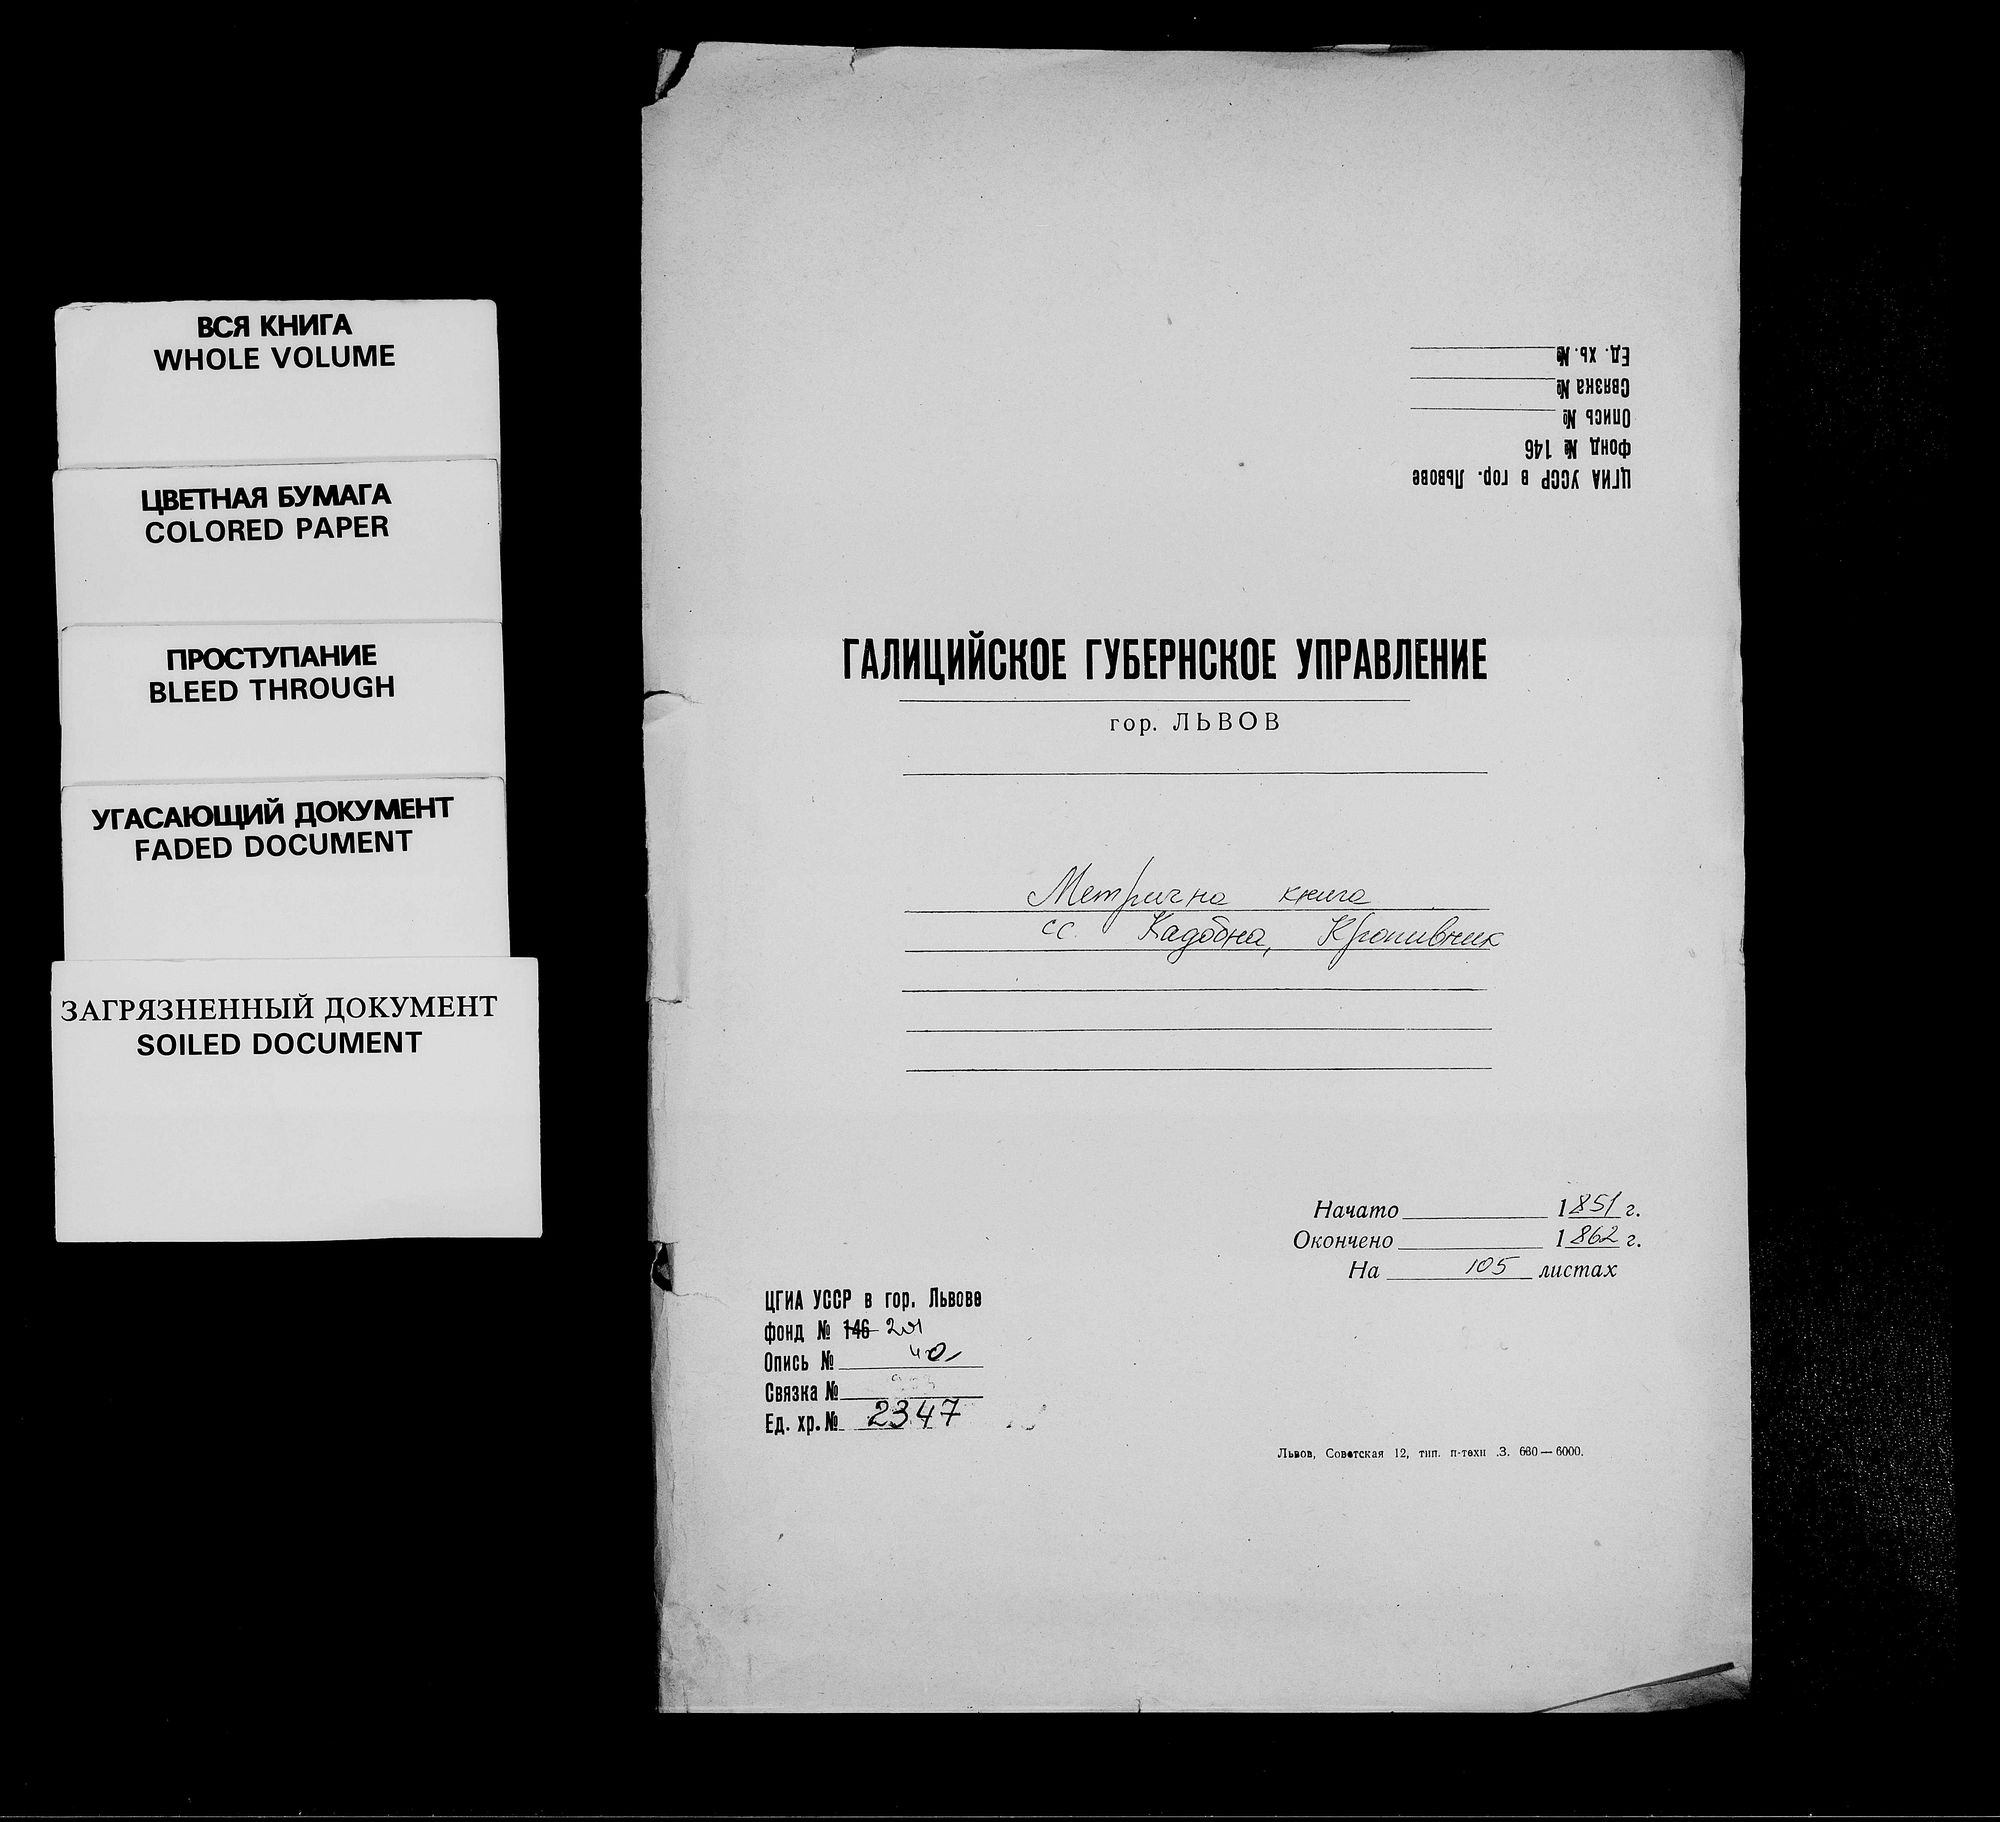 ВСЯ КНИГА
WHOLE VOLUME
ЦВЕТНАЯ БУМАГА
COLORED PAPER
ПРОСТУПАНИЕ
BLEED THROUGH
УГАСАЮЩИЙ ДОКУМЕНТ
FADED DOCUMENT
ЗАГРЯЗНЕННЫЙ ДОКУМЕНТ
SOILED DOCUMENT
ЦГИА УССР в гор. Львове
фонд № 146
Опись №
Связка №
Ед. хь. №
ГАЛИЦИЙСКОЕ ГУБЕРНСКОЕ УПРАВЛЕНИЕ
гор. ЛЬВОВ
Метрична книга
сс. Кадобна, Кропивник
Начато 1851 г.
Окончено 1862 г.
На 105 листах
ЦГИА УССР в гор. Львове
фонд № 146 201
Опись № 4а
Связка №
Ед. хр. № 2347
Львов, Советская 12, тип. п-техн .З. 660—6000.